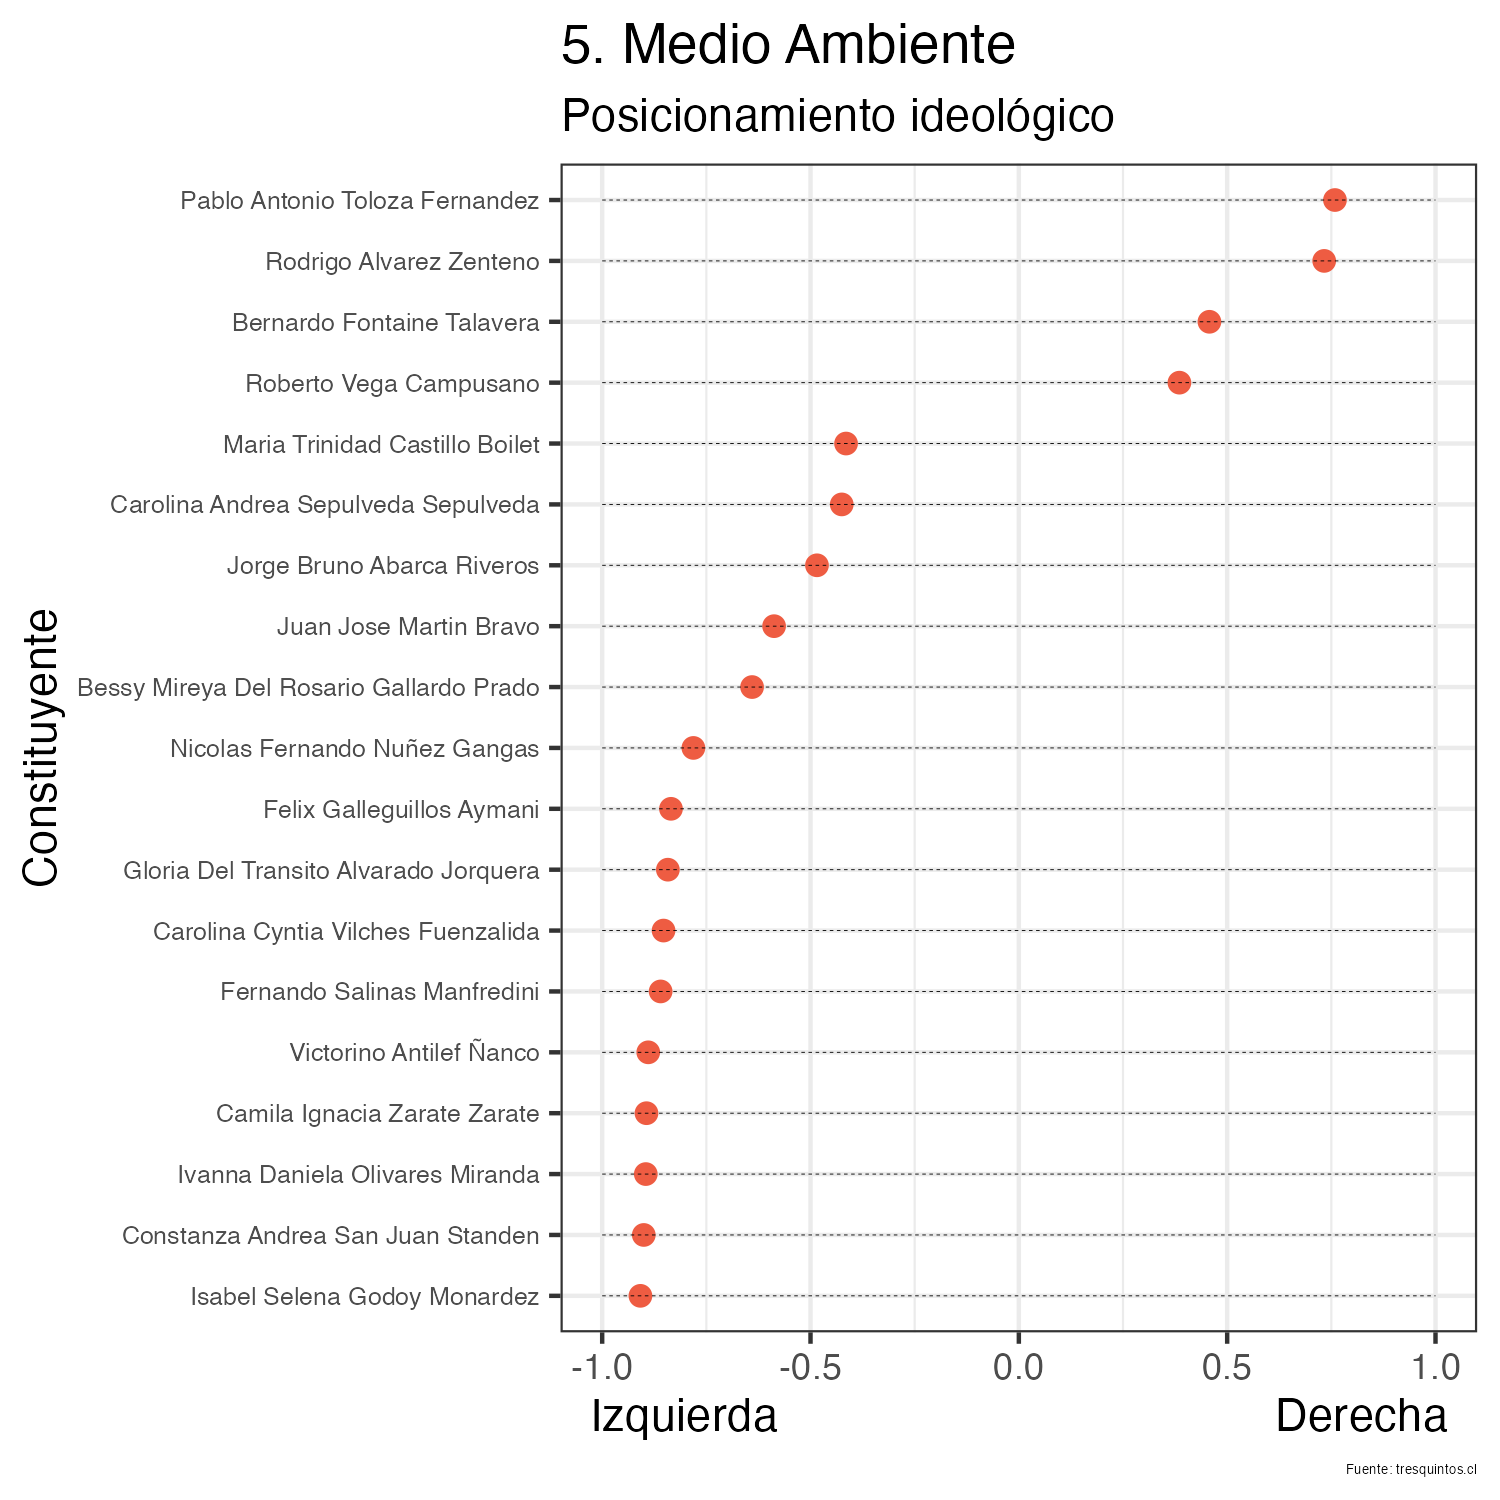 5. Medio Ambiente
Posicionamiento ideológico
Constituyente
Pablo Antonio Toloza Fernandez
Rodrigo Alvarez Zenteno
Bernardo Fontaine Talavera
Roberto Vega Campusano
Maria Trinidad Castillo Boilet
Carolina Andrea Sepulveda Sepulveda
Jorge Bruno Abarca Riveros
Juan Jose Martin Bravo
Bessy Mireya Del Rosario Gallardo Prado
Nicolas Fernando Nuñez Gangas
Felix Galleguillos Aymani
Gloria Del Transito Alvarado Jorquera
Carolina Cyntia Vilches Fuenzalida
Fernando Salinas Manfredini
Victorino Antilef Ñanco
Camila Ignacia Zarate Zarate
Ivanna Daniela Olivares Miranda
Constanza Andrea San Juan Standen
Isabel Selena Godoy Monardez
-1.0 -0.5 0.0 0.5 1.0
Izquierda Derecha
Fuente: tresquintos.cl